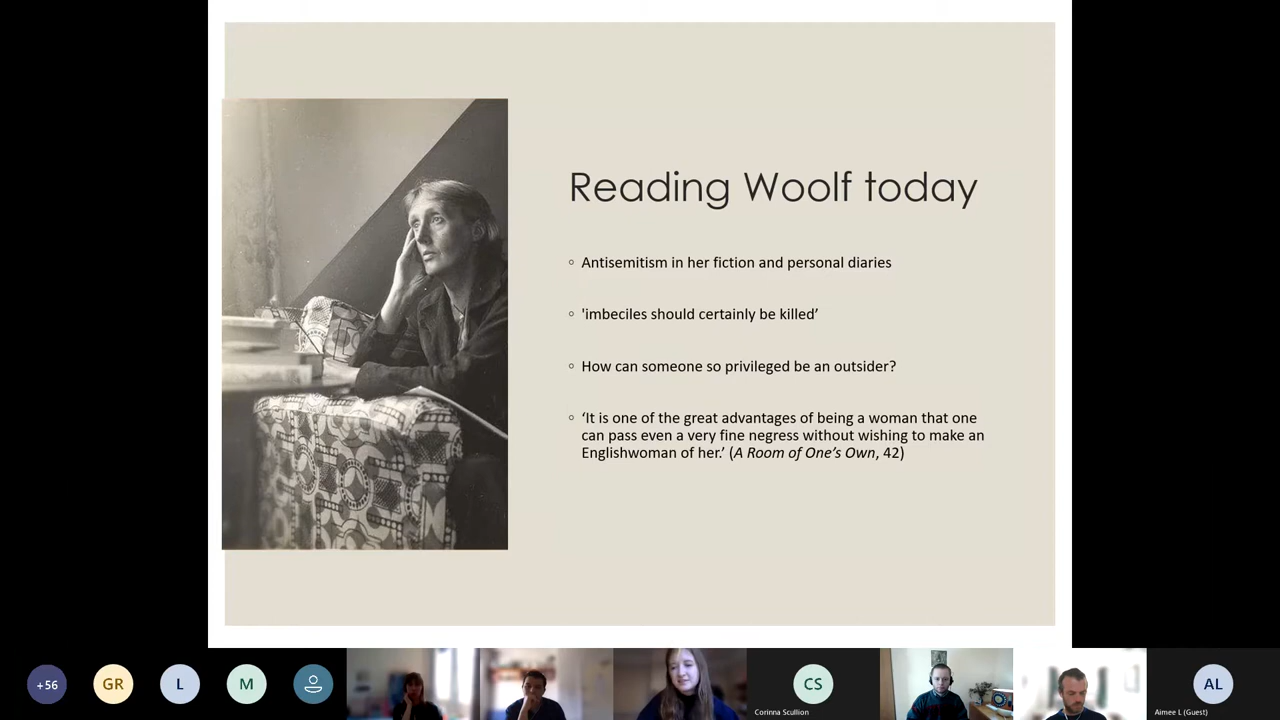 Reading Woolf today
◦ Antisemitism in her fiction and personal diaries
◦ 'imbeciles should certainly be killed’
◦ How can someone so privileged be an outsider?
◦ ‘It is one of the great advantages of being a woman that one
can pass even a very fine negress without wishing to make an
Englishwoman of her.’ (A Room of One’s Own, 42)
+56
GR
L
M
CS
Corinna Scullion
AL
Aimee L (Guest)